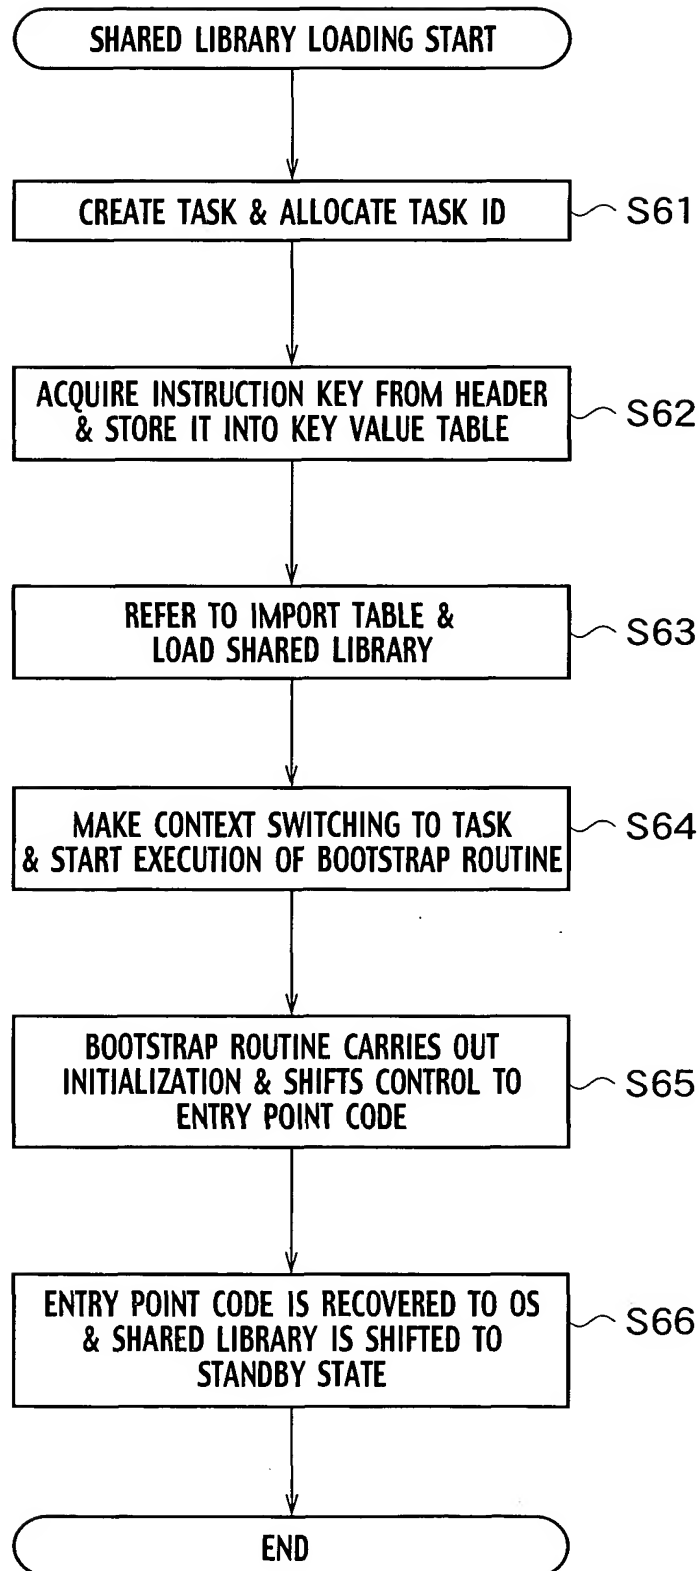 SHARED LIBRARY LOADING START
CREATE TASK & ALLOCATE TASK ID
S61
ACQUIRE INSTRUCTION KEY FROM HEADER
& STORE IT INTO KEY VALUE TABLE
S62
REFER TO IMPORT TABLE &
LOAD SHARED LIBRARY
S63
MAKE CONTEXT SWITCHING TO TASK
& START EXECUTION OF BOOTSTRAP ROUTINE
S64
BOOTSTRAP ROUTINE CARRIES OUT
INITIALIZATION & SHIFTS CONTROL TO
ENTRY POINT CODE
S65
ENTRY POINT CODE IS RECOVERED TO OS
& SHARED LIBRARY IS SHIFTED TO
STANDBY STATE
S66
END